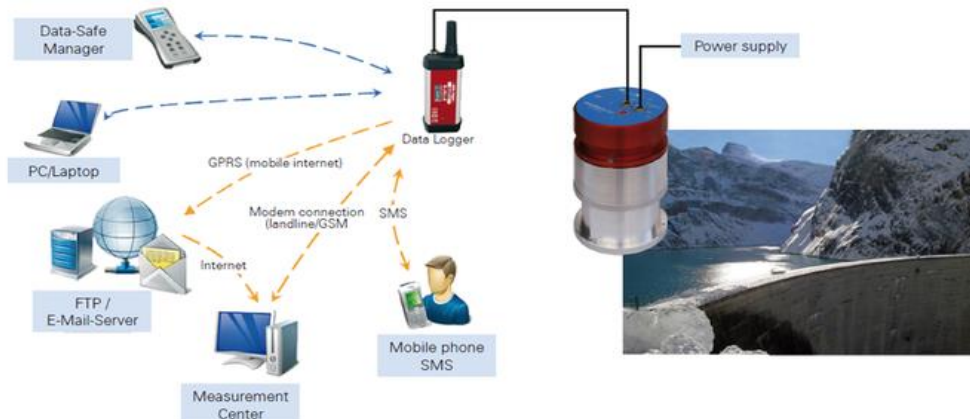 Data-Safe
Manager
Power supply
Data Logger
PC/Laptop
GPRS (mobile internet)
Modem connection
(landline/GSM
SMS
Internet
FTP /
E-Mail-Server
Mobile phone
SMS
Measurement
Center